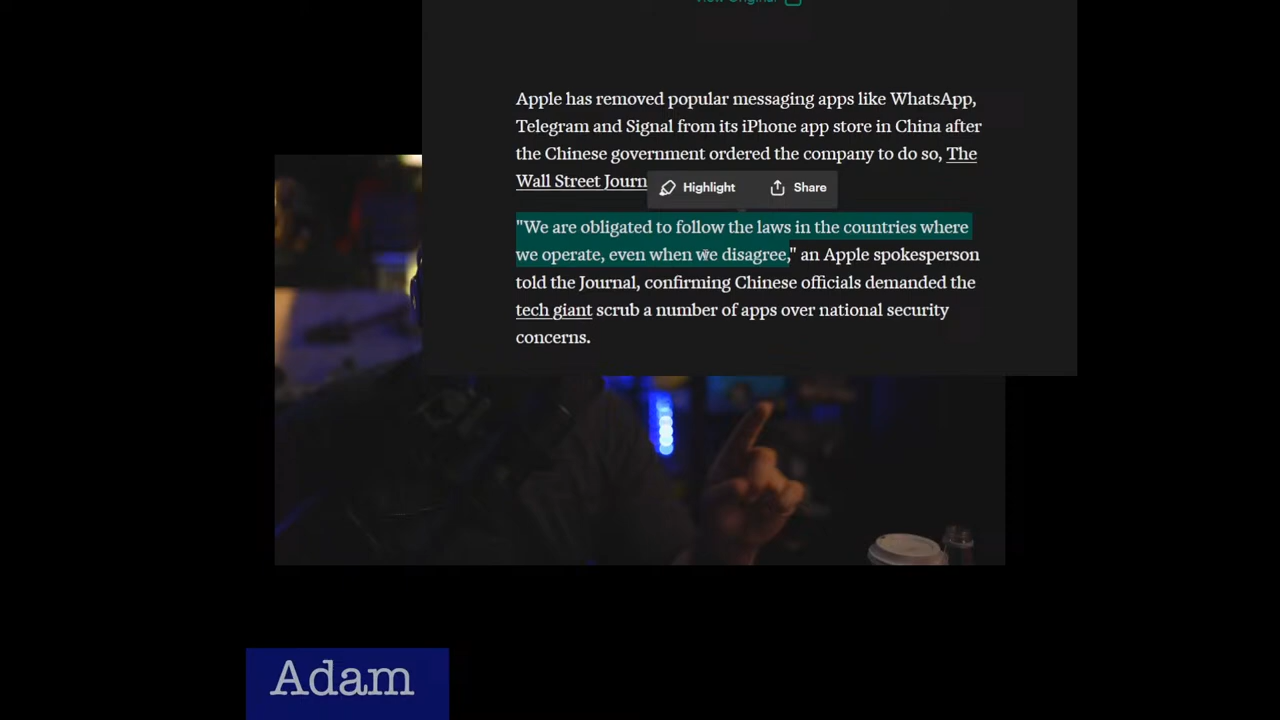 View Original
Apple has removed popular messaging apps like WhatsApp,
Telegram and Signal from its iPhone app store in China after
the Chinese government ordered the company to do so, The
Wall Street Journ
Highlight Share
"We are obligated to follow the laws in the countries where
we operate, even when we disagree," an Apple spokesperson
told the Journal, confirming Chinese officials demanded the
tech giant scrub a number of apps over national security
concerns.
Adam